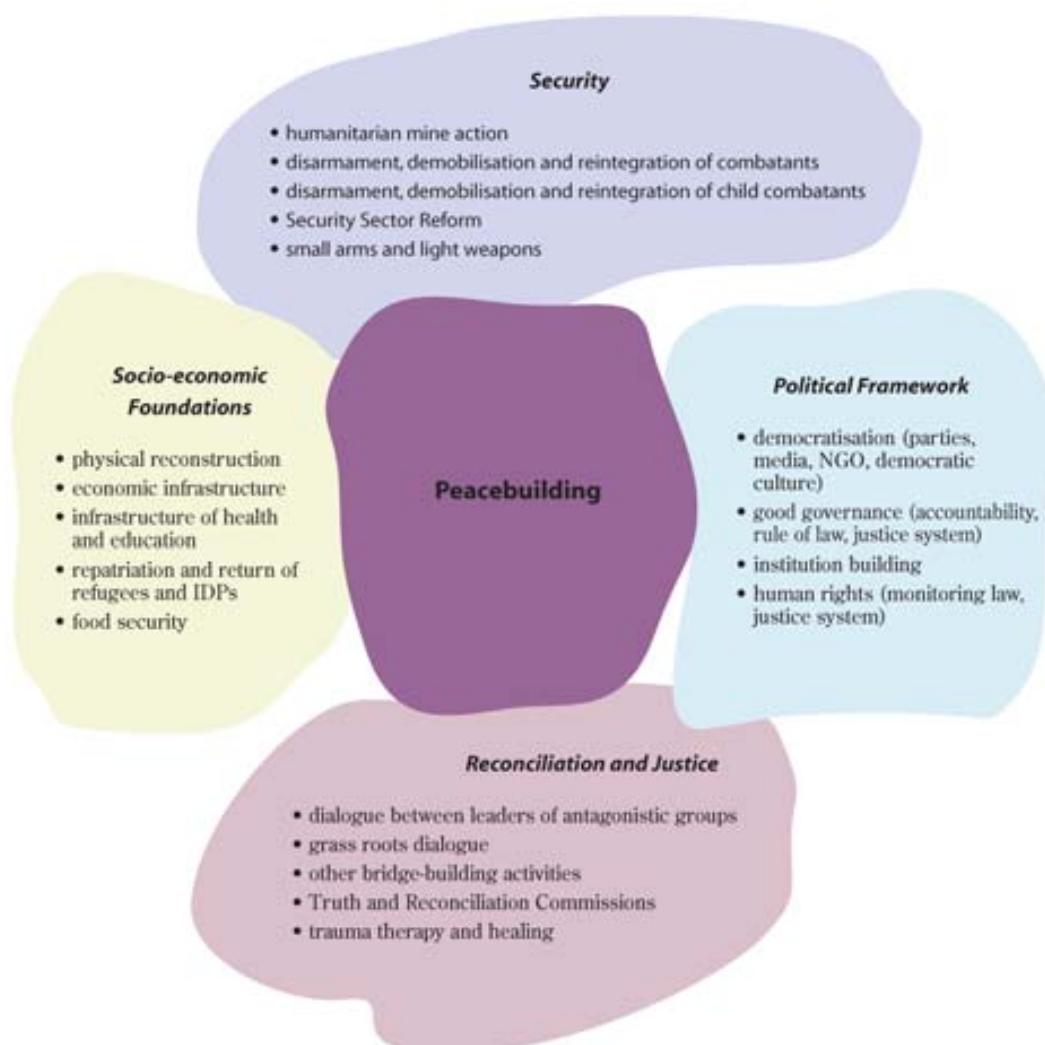 Security
• humanitarian mine action
• disarmament, demobilisation and reintegration of combatants
• disarmament, demobilisation and reintegration of child combatants
• Security Sector Reform
• small arms and light weapons
Socio-economic
Foundations
• physical reconstruction
• economic infrastructure
• infrastructure of health
and education
• repatriation and return of
refugees and IDPs
• food security
Peacebuilding
Political Framework
• democratisation (parties,
media, NGO, democratic
culture)
• good governance (accountability,
rule of law, justice system)
• institution building
• human rights (monitoring law,
justice system)
Reconciliation and Justice
• dialogue between leaders of antagonistic groups
• grass roots dialogue
• other bridge-building activities
• Truth and Reconciliation Commissions
• trauma therapy and healing